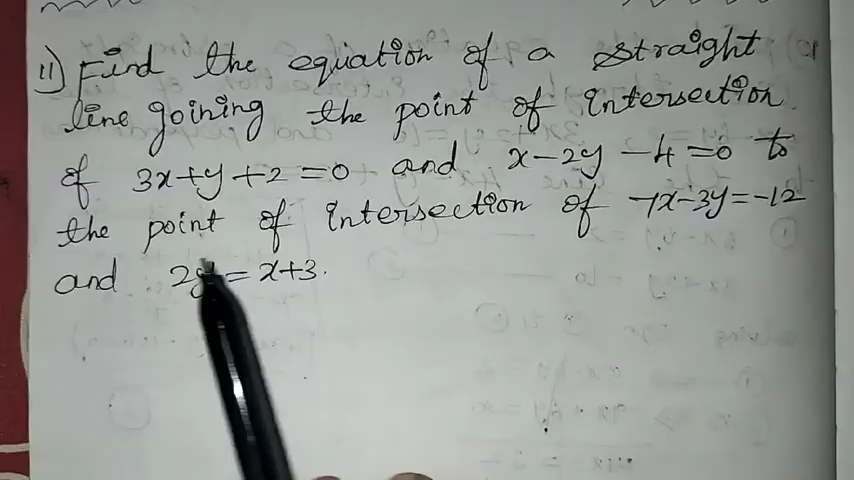 11) Find the equation of a straight
line goining the point of intersection
of 3x+y+2=0 and x-2y-4=0 to
the point of intersection of 7x-3y=-12
and 2y=x+3.